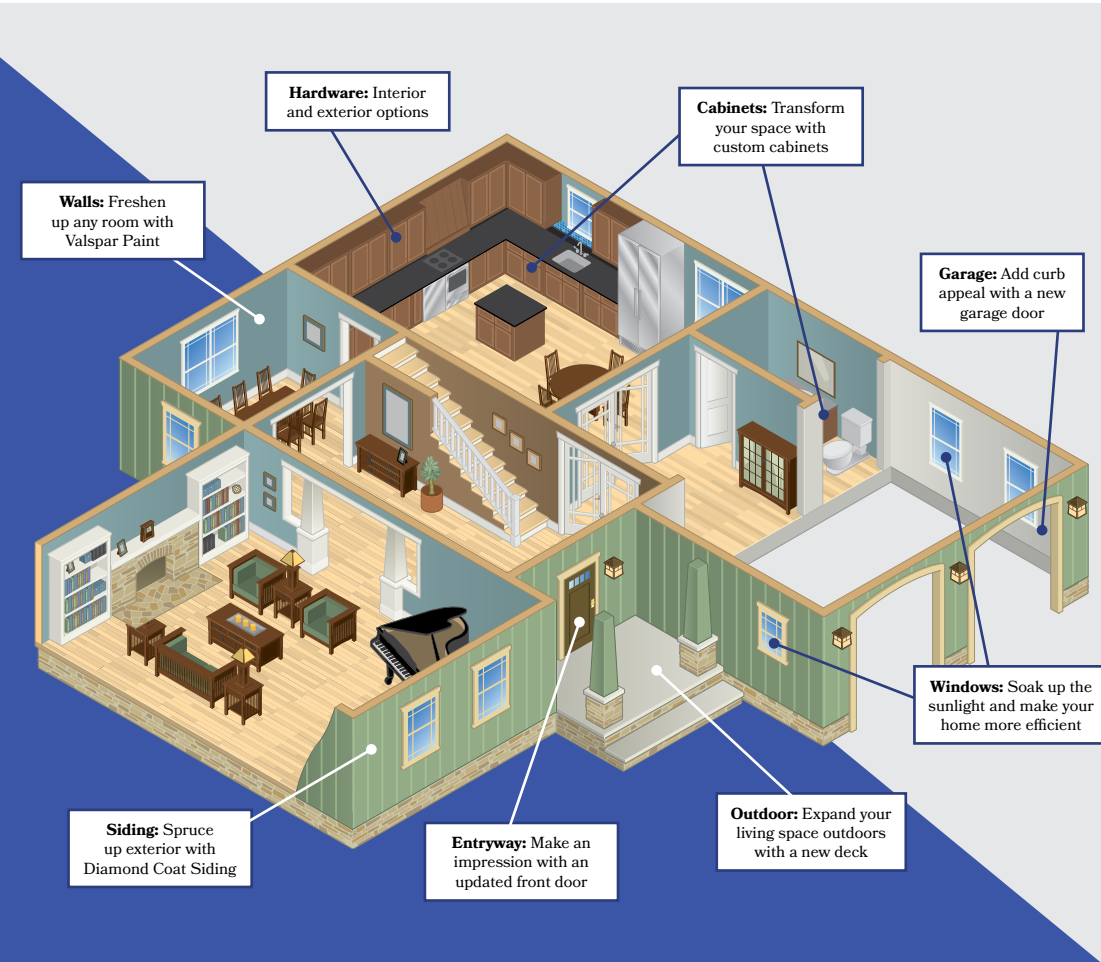 Hardware: Interior
and exterior options
Cabinets: Transform
your space with
custom cabinets
Walls: Freshen
up any room with
Valspar Paint
Garage: Add curb
appeal with a new
garage door
Windows: Soak up the
sunlight and make your
home more efficient
Outdoor: Expand your
living space outdoors
with a new deck
Siding: Spruce
up exterior with
Diamond Coat Siding
Entryway: Make an
impression with an
updated front door